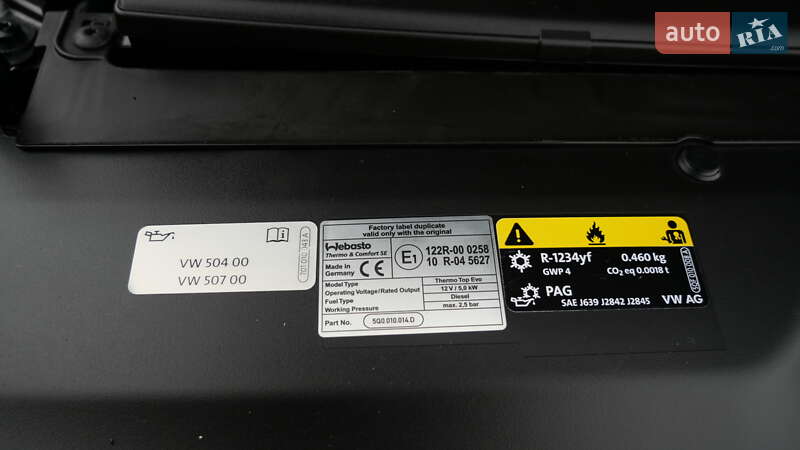 auto RIA .com
VW 504 00
VW 507 00
Factory label duplicate
valid only with the original
Webasto
Thermo & Comfort SE
Made in
Germany
CE
E1
122R-00 0258
10 R-04 5627
Model Type Thermo Top Evo
Operating Voltage/Rated Output 12 V / 5,0 kW
Fuel Type Diesel
Working Pressure max. 2,5 bar
Part No. 5Q0.010.014.D
R-1234yf 0.460 kg
GWP 4 CO2 eq 0.0018 t
PAG
SAE J639 J2842 J2845 VW AG